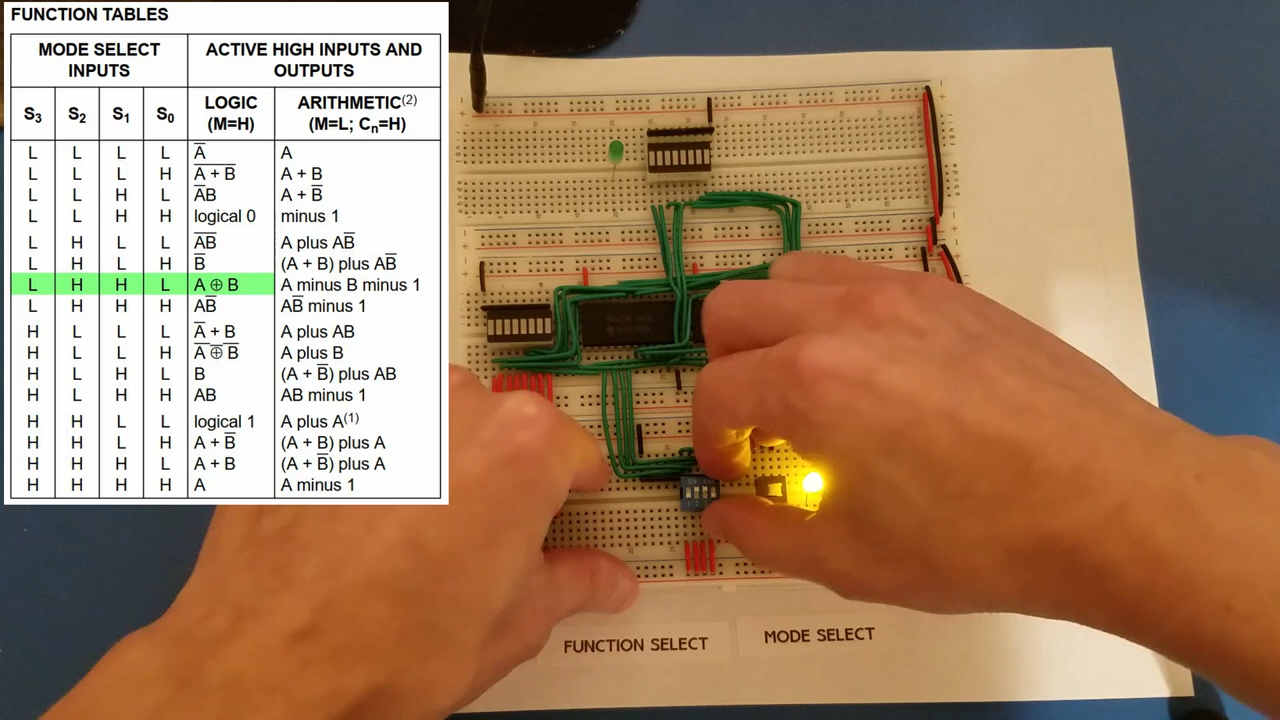 FUNCTION TABLES
MODE SELECT INPUTS ACTIVE HIGH INPUTS AND OUTPUTS
S₃ S₂ S₁ S₀ LOGIC (M=H) ARITHMETIC(2) (M=L; Cn=H)
L L L L A̅ A
L L L H A̅ ̅+̅ ̅B̅ A + B
L L H L A̅B A + B̅
L L H H logical 0 minus 1
L H L L A̅B̅ A plus AB̅
L H L H B̅ (A + B) plus AB̅
L H H L A ⊕ B A minus B minus 1
L H H H AB̅ AB̅ minus 1
H L L L A̅ + B A plus AB
H L L H A̅ ̅⊕̅ ̅B̅ A plus B
H L H L B (A + B̅) plus AB
H L H H AB AB minus 1
H H L L logical 1 A plus A(1)
H H L H A + B̅ (A + B) plus A
H H H L A + B (A + B̅) plus A
H H H H A A minus 1
FUNCTION SELECT
MODE SELECT